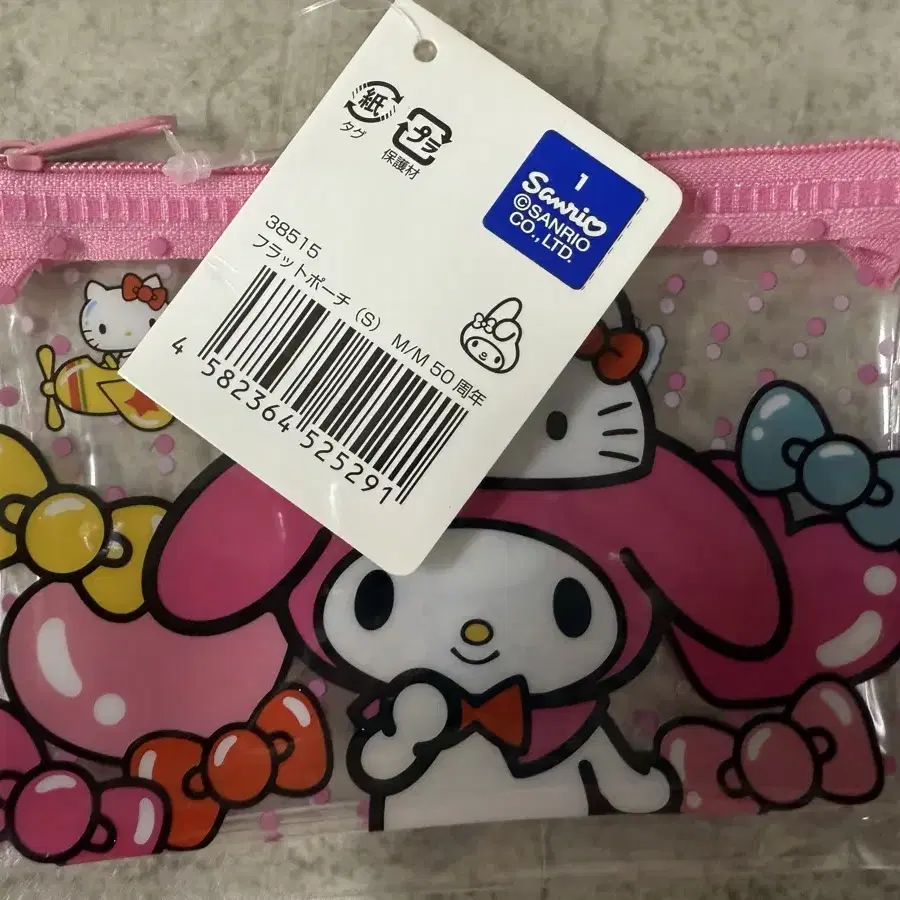 紙
タグ
プラ
保護材
1
Sanrio
©SANRIO
CO., LTD.
38515
フラットポーチ (S) M/M 50周年
4 582364 525291